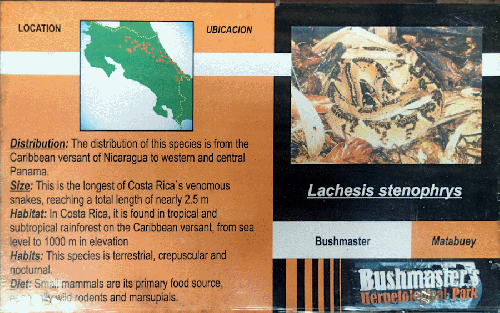 LOCATION
UBICACION
Distribution: The distribution of this species is from the
Caribbean versant of Nicaragua to western and central
Panama.
Size: This is the longest of Costa Rica`s venomous
snakes, reaching a total length of nearly 2.5 m
Habitat: In Costa Rica, it is found in tropical and
subtropical rainforest on the Caribbean versant, from sea
level to 1000 m in elevation
Habits: This species is terrestrial, crepuscular and
nocturnal.
Diet: Small mammals are its primary food source,
especially wild rodents and marsupials.
Lachesis stenophrys
Bushmaster
Matabuey
Bushmaster's
Herpetological Park